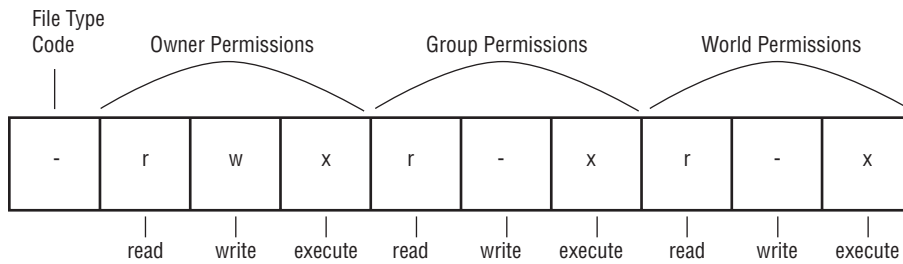 File Type
Code
Owner Permissions
Group Permissions
World Permissions
- r w x r - x r - x
read write execute read write execute read write execute